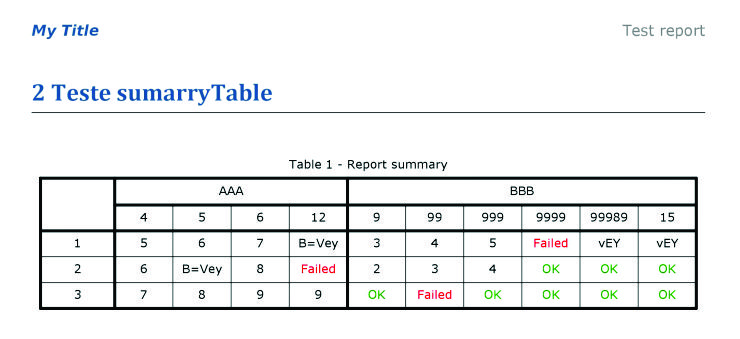 My Title Test report
2 Teste sumarryTable
Table 1 - Report summary
AAA BBB
4 5 6 12 9 99 999 9999 99989 15
1 5 6 7 B=Vey 3 4 5 Failed vEY vEY
2 6 B=Vey 8 Failed 2 3 4 OK OK OK
3 7 8 9 9 OK Failed OK OK OK OK